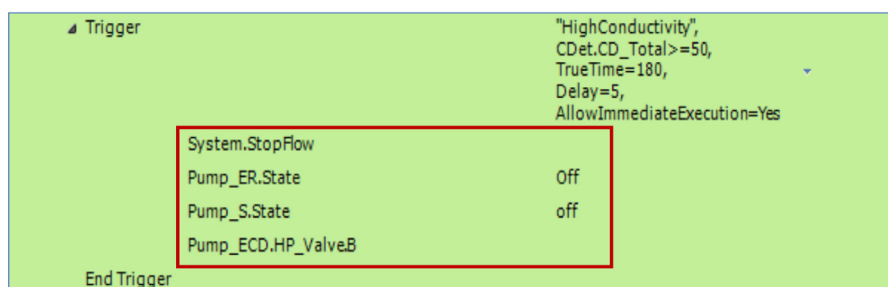 Trigger "HighConductivity",
CDet.CD_Total>=50,
TrueTime=180,
Delay=5,
AllowImmediateExecution=Yes
System.StopFlow
Pump_ER.State Off
Pump_S.State off
Pump_ECD.HP_Valve.B
End Trigger